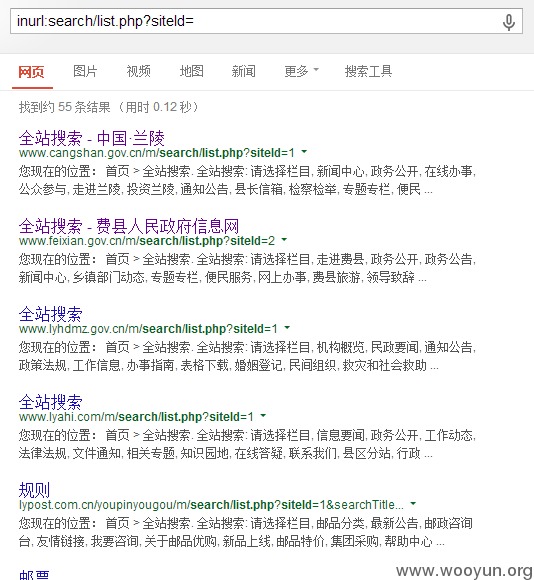 inurl:search/list.php?siteId=
网页 图片 视频 地图 新闻 更多 搜索工具
找到约 55 条结果 （用时 0.12 秒）
全站搜索 - 中国·兰陵
www.cangshan.gov.cn/m/search/list.php?siteId=1
您现在的位置： 首页 > 全站搜索. 全站搜索: 请选择栏目, 新闻中心, 政务公开, 在线办事,
公众参与, 走进兰陵, 投资兰陵, 通知公告, 县长信箱, 检察检举, 专题专栏, 便民 ...
全站搜索 - 费县人民政府信息网
www.feixian.gov.cn/m/search/list.php?siteId=2
您现在的位置： 首页 > 全站搜索. 全站搜索: 请选择栏目, 走进费县, 政务公开, 政务公告,
新闻中心, 乡镇部门动态, 专题专栏, 便民服务, 网上办事, 费县旅游, 领导致辞 ...
全站搜索
www.lyhdmz.gov.cn/m/search/list.php?siteId=1
您现在的位置： 首页 > 全站搜索. 全站搜索: 请选择栏目, 机构概览, 民政要闻, 通知公告,
政策法规, 工作信息, 办事指南, 表格下载, 婚姻登记, 民间组织, 救灾和社会救助 ...
全站搜索
www.lyahi.com/m/search/list.php?siteId=1
您现在的位置： 首页 > 全站搜索. 全站搜索: 请选择栏目, 信息要闻, 政务公开, 工作动态,
法律法规, 文件通知, 相关专题, 知识园地, 在线答疑, 联系我们, 县区分站, 行政 ...
规则
lypost.com.cn/youpinyougou/m/search/list.php?siteId=1&searchTitle...
您现在的位置： 首页 > 全站搜索. 全站搜索: 请选择栏目, 邮品分类, 最新公告, 邮政咨询
台, 友情链接, 我要咨询, 关于邮品优购, 新品上线, 邮品特价, 集团采购, 帮助中心 ...
邮票
www.wooyun.org